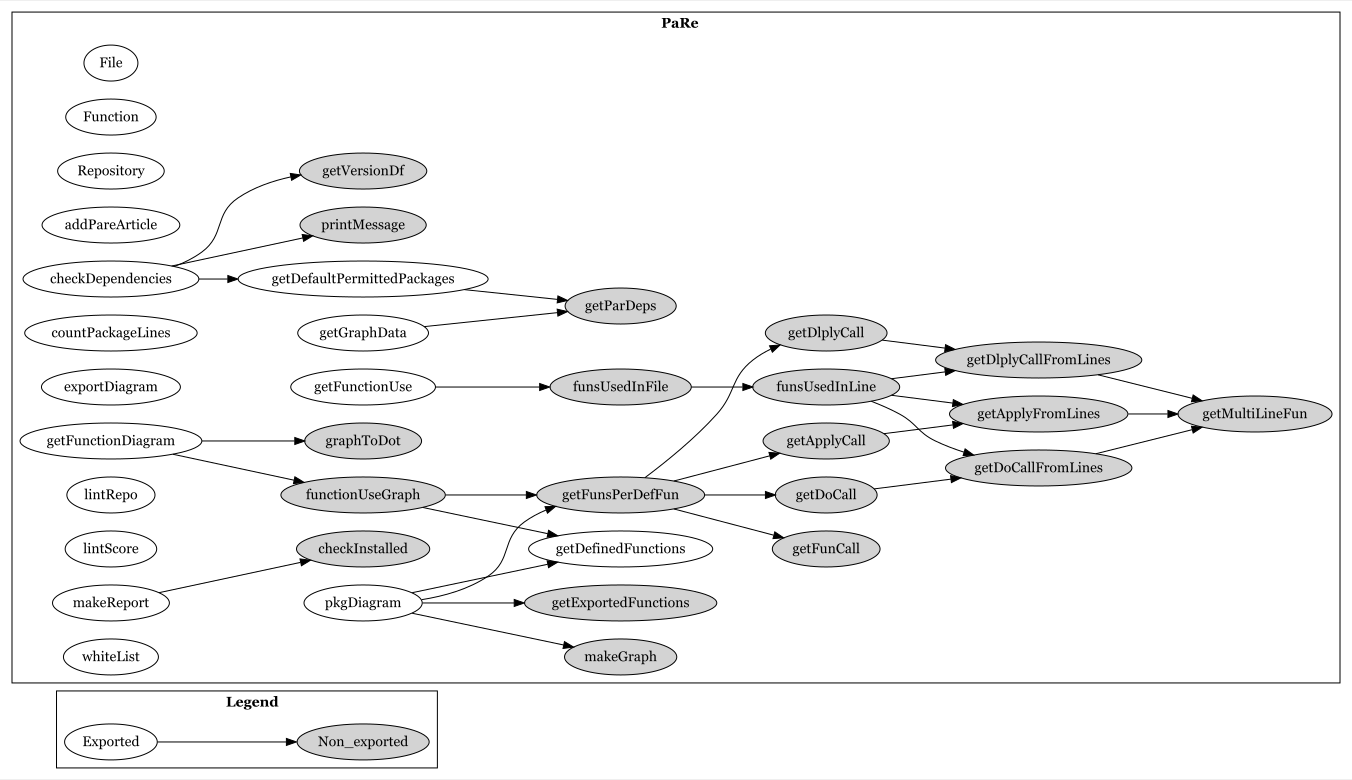 PaRe
File
Function
Repository
getVersionDf
addPareArticle
printMessage
checkDependencies
getDefaultPermittedPackages
getParDeps
countPackageLines
getGraphData
getDlplyCall
getDlplyCallFromLines
exportDiagram
getFunctionUse
funsUsedInFile
funsUsedInLine
getApplyFromLines
getMultiLineFun
getFunctionDiagram
graphToDot
getApplyCall
getDoCallFromLines
lintRepo
functionUseGraph
getFunsPerDefFun
getDoCall
lintScore
checkInstalled
getDefinedFunctions
getFunCall
makeReport
pkgDiagram
getExportedFunctions
whiteList
makeGraph
Legend
Exported
Non_exported